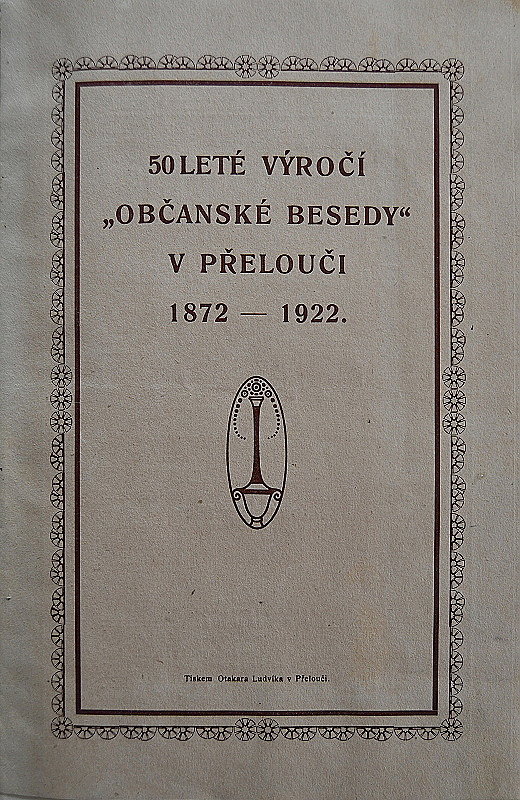 50LETÉ VÝROČÍ
„OBČANSKÉ BESEDY“
V PŘELOUČI
1872 — 1922.
Tiskem Otakara Ludvíka v Přelouči.